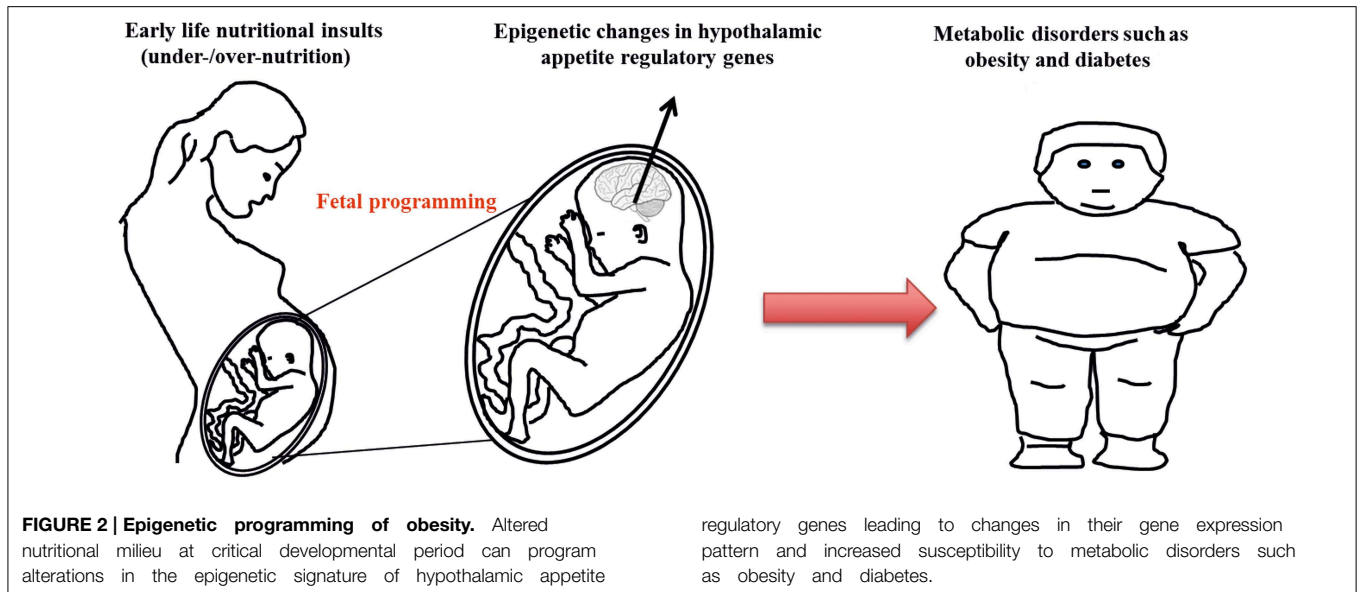 Early life nutritional insults
(under-/over-nutrition)
Epigenetic changes in hypothalamic
appetite regulatory genes
Metabolic disorders such as
obesity and diabetes
Fetal programming
FIGURE 2 | Epigenetic programming of obesity. Altered
nutritional milieu at critical developmental period can program
alterations in the epigenetic signature of hypothalamic appetite
regulatory genes leading to changes in their gene expression
pattern and increased susceptibility to metabolic disorders such
as obesity and diabetes.